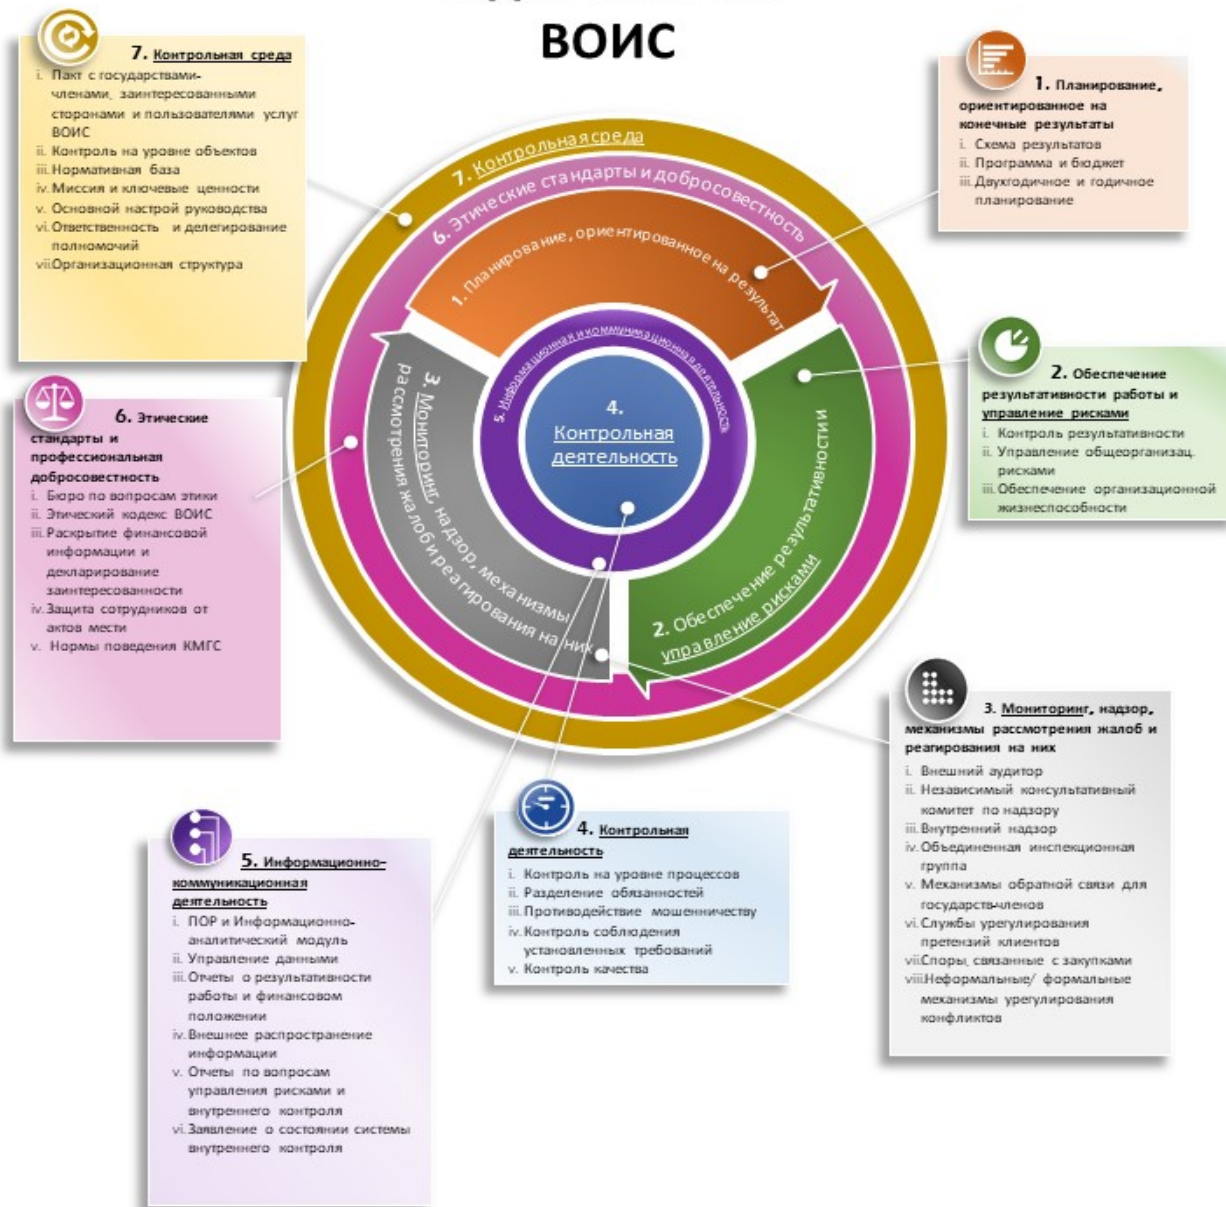 ВОИС
7. Контрольная среда
i. Пакт с государствами-
членами, заинтересованными
сторонами и пользователями услуг
ВОИС
ii. Контроль на уровне объектов
iii. Нормативная база
iv. Миссия и ключевые ценности
v. Основной настрой руководства
vi. Ответственность и делегирование
полномочий
vii. Организационная структура
1. Планирование,
ориентированное на
конечные результаты
i. Схема результатов
ii. Программа и бюджет
iii. Двухгодичное и годичное
планирование
7. Контрольная среда
6. Этические стандарты и добросовестность
1. Планирование, ориентированное на результат
5. Информационная и коммуникационная деятельность
4.
Контрольная
деятельность
3. Мониторинг, надзор, механизмы
рассмотрения жалоб и реагирования на них
2. Обеспечение результативности и
управление рисками
2. Обеспечение
результативности работы и
управление рисками
i. Контроль результативности
ii. Управление общеорганизац.
рисками
iii. Обеспечение организационной
жизнеспособности
6. Этические
стандарты и
профессиональная
добросовестность
i. Бюро по вопросам этики
ii. Этический кодекс ВОИС
iii. Раскрытие финансовой
информации и
декларирование
заинтересованности
iv. Защита сотрудников от
актов мести
v. Нормы поведения КМГС
3. Мониторинг, надзор,
механизмы рассмотрения жалоб и
реагирования на них
i. Внешний аудитор
ii. Независимый консультативный
комитет по надзору
iii. Внутренний надзор
iv. Объединенная инспекционная
группа
v. Механизмы обратной связи для
государств-членов
vi. Службы урегулирования
претензий клиентов
vii. Споры, связанные с закупками
viii. Неформальные/ формальные
механизмы урегулирования
конфликтов
4. Контрольная
деятельность
i. Контроль на уровне процессов
ii. Разделение обязанностей
iii. Противодействие мошенничеству
iv. Контроль соблюдения
установленных требований
v. Контроль качества
5. Информационно-
коммуникационная
деятельность
i. ПОР и Информационно-
аналитический модуль
ii. Управление данными
iii. Отчеты о результативности
работы и финансовом
положении
iv. Внешнее распространение
информации
v. Отчеты по вопросам
управления рисками и
внутреннего контроля
vi. Заявление о состоянии системы
внутреннего контроля